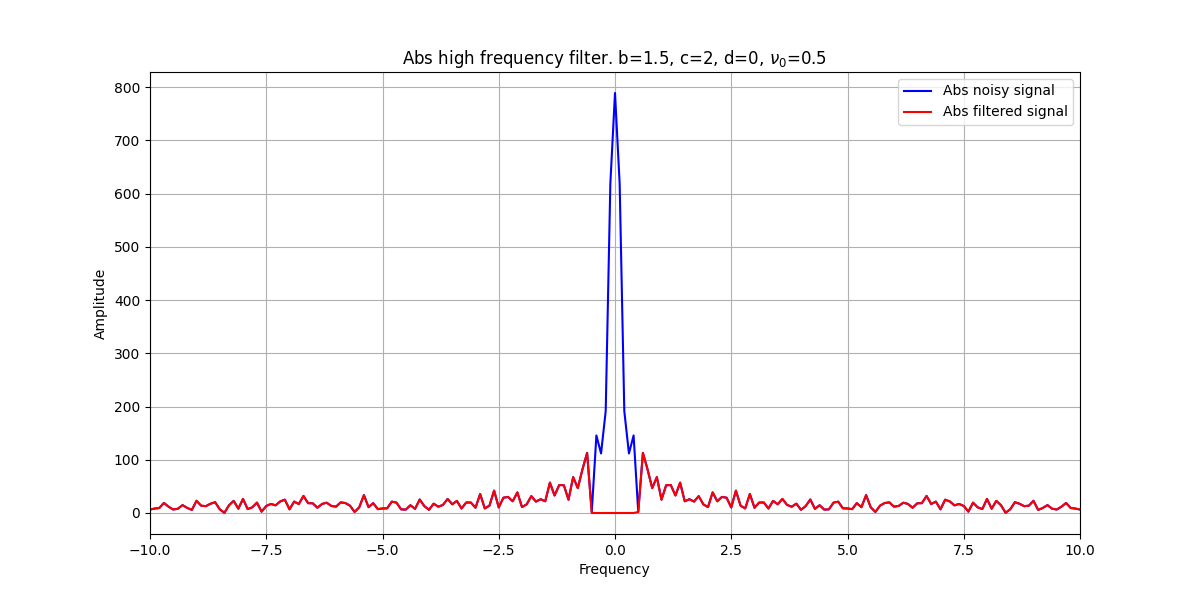 Abs high frequency filter. b=1.5, c=2, d=0, $\nu_0$=0.5
Abs noisy signal
Abs filtered signal
Amplitude
800
700
600
500
400
300
200
100
0
−10.0 −7.5 −5.0 −2.5 0.0 2.5 5.0 7.5 10.0
Frequency